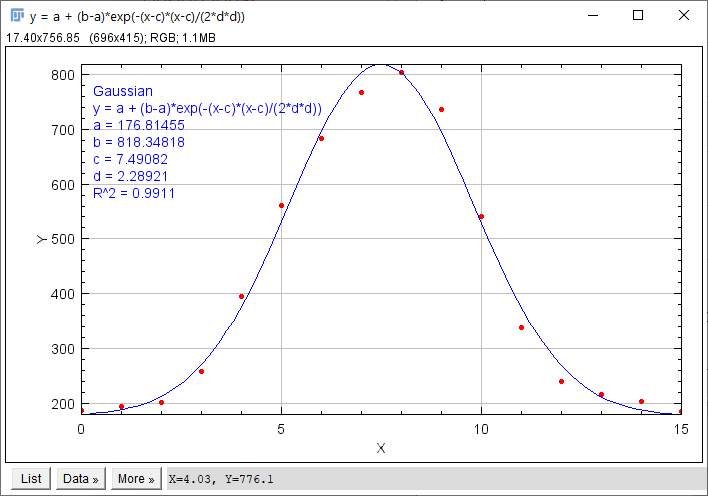 y = a + (b-a)*exp(-(x-c)*(x-c)/(2*d*d))
17.40x756.85 (696x415); RGB; 1.1MB
Gaussian
y = a + (b-a)*exp(-(x-c)*(x-c)/(2*d*d))
a = 176.81455
b = 818.34818
c = 7.49082
d = 2.28921
R^2 = 0.9911
800
700
600
500
400
300
200
Y
0 5 10 15
X
List Data » More » X=4.03, Y=776.1